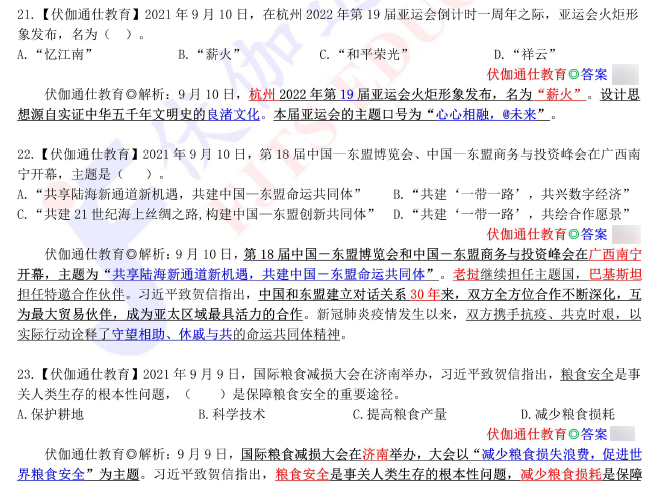 21.【伏伽通仕教育】2021 年 9 月 10 日，在杭州 2022 年第 19 届亚运会倒计时一周年之际，亚运会火炬形
象发布，名为（　）。
A. “忆江南”　B. “薪火”　C. “和平荣光”　D. “祥云”
伏伽通仕教育◎答案
伏伽通仕教育◎解析：9 月 10 日，杭州 2022 年第 19 届亚运会火炬形象发布，名为“薪火”。设计思
想源自实证中华五千年文明史的良渚文化。本届亚运会的主题口号为“心心相融，@未来”。
22.【伏伽通仕教育】2021 年 9 月 10 日，第 18 届中国—东盟博览会、中国—东盟商务与投资峰会在广西南
宁开幕，主题是（　）。
A. “共享陆海新通道新机遇，共建中国－东盟命运共同体”　B. “共建‘一带一路’，共兴数字经济”
C. “共建 21 世纪海上丝绸之路, 构建中国－东盟创新共同体”　D. “共建‘一带一路’，共绘合作愿景”
伏伽通仕教育◎答案
伏伽通仕教育◎解析：9 月 10 日，第 18 届中国－东盟博览会和中国－东盟商务与投资峰会在广西南宁
开幕，主题为“共享陆海新通道新机遇，共建中国－东盟命运共同体”。老挝继续担任主题国，巴基斯坦
担任特邀合作伙伴。习近平致贺信指出，中国和东盟建立对话关系 30 年来，双方全方位合作不断深化，互
为最大贸易伙伴，成为亚太区域最具活力的合作。新冠肺炎疫情发生以来，双方携手抗疫、共克时艰，以
实际行动诠释了守望相助、休戚与共的命运共同体精神。
23.【伏伽通仕教育】2021 年 9 月 9 日，国际粮食减损大会在济南举办，习近平致贺信指出，粮食安全是事
关人类生存的根本性问题，（　）是保障粮食安全的重要途径。
A. 保护耕地　B. 科学技术　C. 提高粮食产量　D. 减少粮食损耗
伏伽通仕教育◎答案
伏伽通仕教育◎解析：9 月 9 日，国际粮食减损大会在济南举办，大会以“减少粮食损失浪费，促进世
界粮食安全”为主题。习近平致贺信指出，粮食安全是事关人类生存的根本性问题，减少粮食损耗是保障